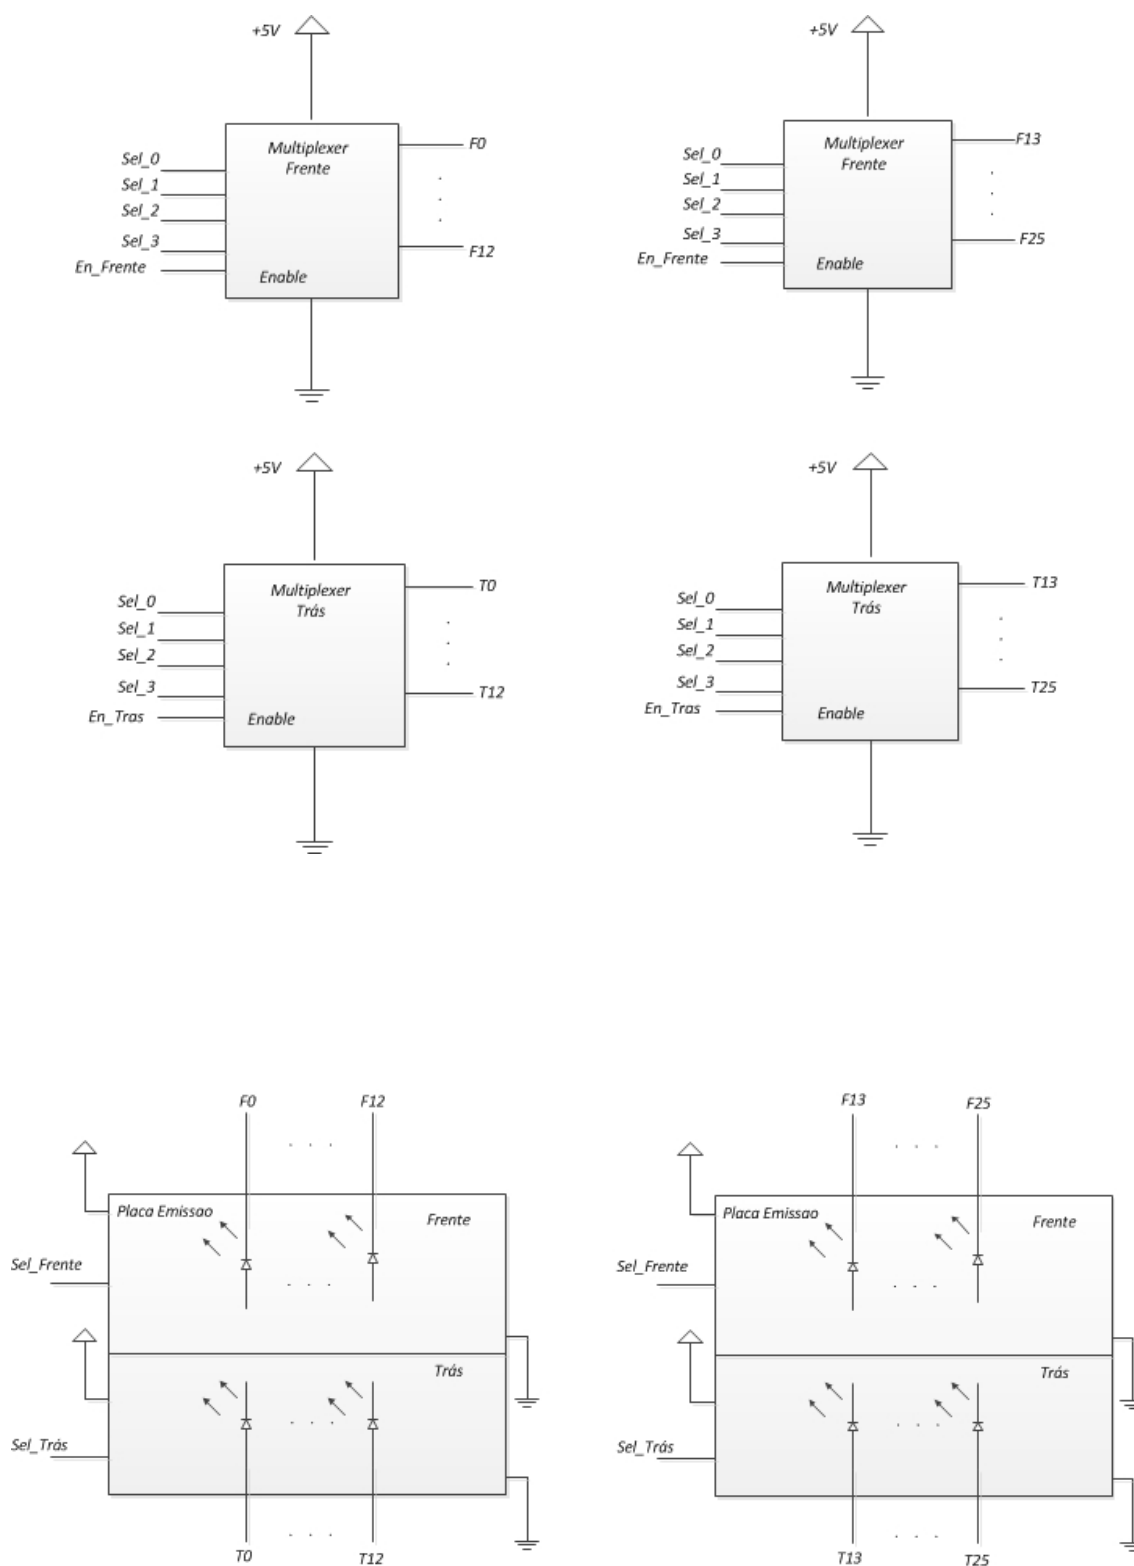 +5V
Multiplexer
Frente
Sel_0
Sel_1
Sel_2
Sel_3
En_Frente
Enable
F0
F12
+5V
Multiplexer
Frente
Sel_0
Sel_1
Sel_2
Sel_3
En_Frente
Enable
F13
F25
+5V
Multiplexer
Trás
Sel_0
Sel_1
Sel_2
Sel_3
En_Tras
Enable
T0
T12
+5V
Multiplexer
Trás
Sel_0
Sel_1
Sel_2
Sel_3
En_Tras
Enable
T13
T25
F0
F12
Placa Emissao
Frente
Sel_Frente
Trás
Sel_Trás
T0
T12
F13
F25
Placa Emissao
Frente
Sel_Frente
Trás
Sel_Trás
T13
T25